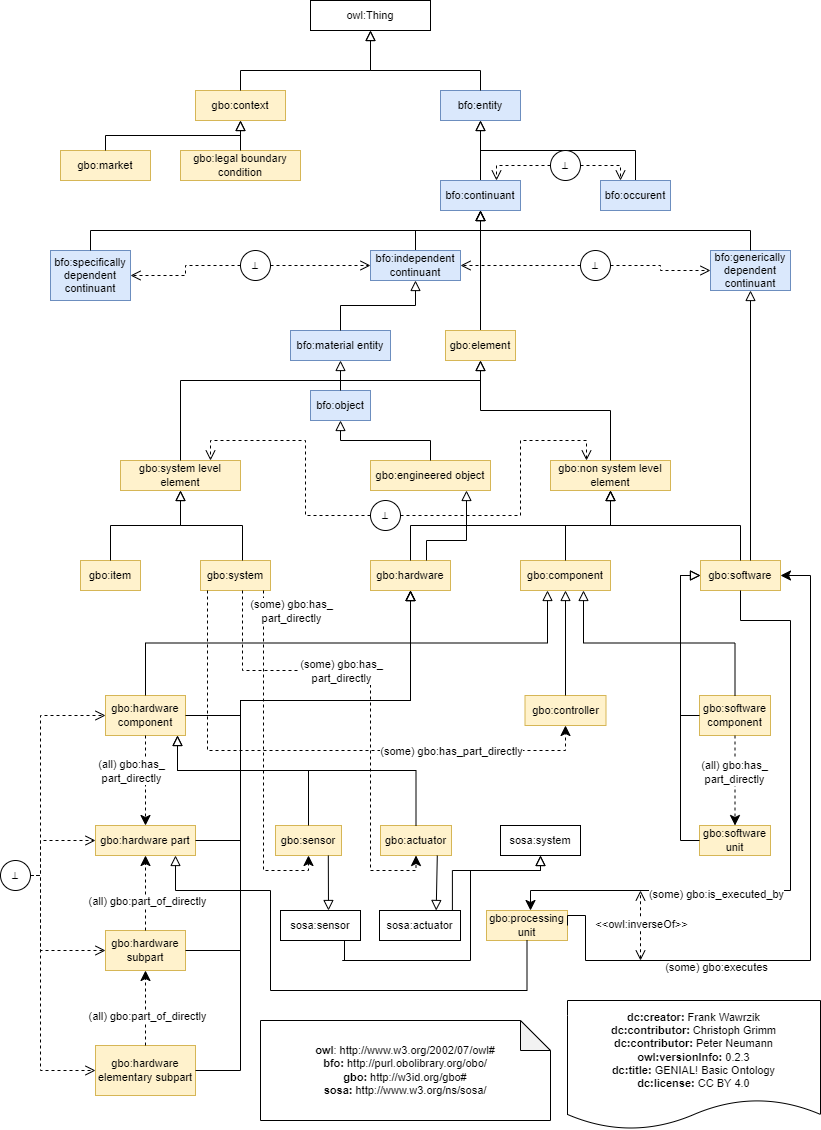 owl:Thing
gbo:context
bfo:entity
gbo:market
gbo:legal boundary
condition
⊥
bfo:continuant
bfo:occurent
bfo:specifically
dependent
continuant
⊥
bfo:independent
continuant
⊥
bfo:generically
dependent
continuant
bfo:material entity
gbo:element
bfo:object
gbo:system level
element
gbo:engineered object
gbo:non system level
element
⊥
gbo:item
gbo:system
gbo:hardware
gbo:component
gbo:software
(some) gbo:has_
part_directly
(some) gbo:has_
part_directly
gbo:hardware
component
gbo:controller
gbo:software
component
(some) gbo:has_part_directly
(all) gbo:has_
part_directly
(all) gbo:has_
part_directly
gbo:hardware part
gbo:sensor
gbo:actuator
sosa:system
gbo:software
unit
⊥
(all) gbo:part_of_directly
(some) gbo:is_executed_by
sosa:sensor
sosa:actuator
gbo:processing
unit
<<owl:inverseOf>>
gbo:hardware
subpart
(some) gbo:executes
(all) gbo:part_of_directly
gbo:hardware
elementary subpart
owl: http://www.w3.org/2002/07/owl#
bfo: http://purl.obolibrary.org/obo/
gbo: http://w3id.org/gbo#
sosa: http://www.w3.org/ns/sosa/
dc:creator: Frank Wawrzik
dc:contributor: Christoph Grimm
dc:contributor: Peter Neumann
owl:versionInfo: 0.2.3
dc:title: GENIAL! Basic Ontology
dc:license: CC BY 4.0